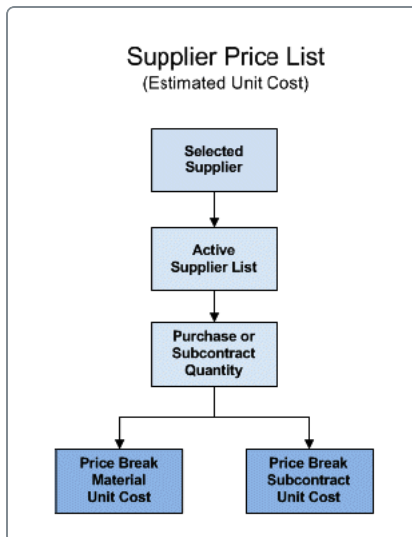 Supplier Price List
(Estimated Unit Cost)
Selected
Supplier
Active
Supplier List
Purchase or
Subcontract
Quantity
Price Break
Material
Unit Cost
Price Break
Subcontract
Unit Cost